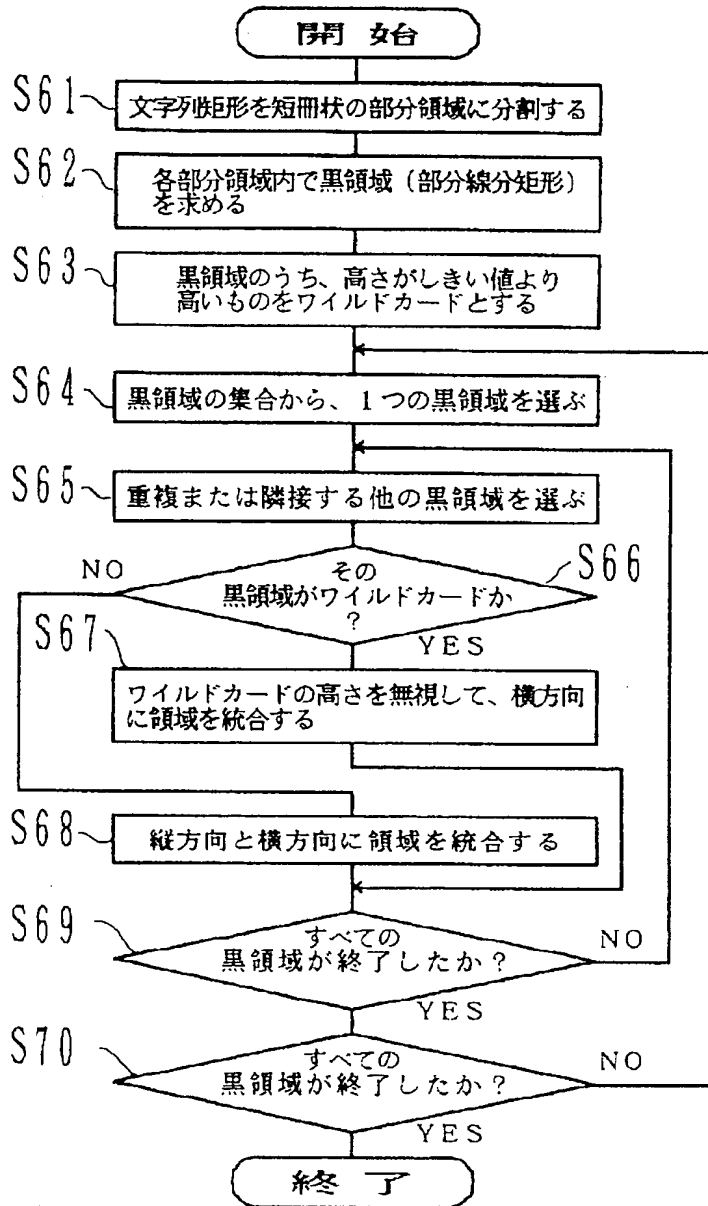 開始
S61
文字列矩形を短冊状の部分領域に分割する
S62
各部分領域内で黒領域（部分線分矩形）
を求める
S63
黒領域のうち、高さがしきい値より
高いものをワイルドカードとする
S64
黒領域の集合から、1つの黒領域を選ぶ
S65
重複または隣接する他の黒領域を選ぶ
S66
その
黒領域がワイルドカードか
?
NO
YES
S67
ワイルドカードの高さを無視して、横方向
に領域を統合する
S68
縦方向と横方向に領域を統合する
S69
すべての
黒領域が終了したか?
NO
YES
S70
すべての
黒領域が終了したか?
NO
YES
終了